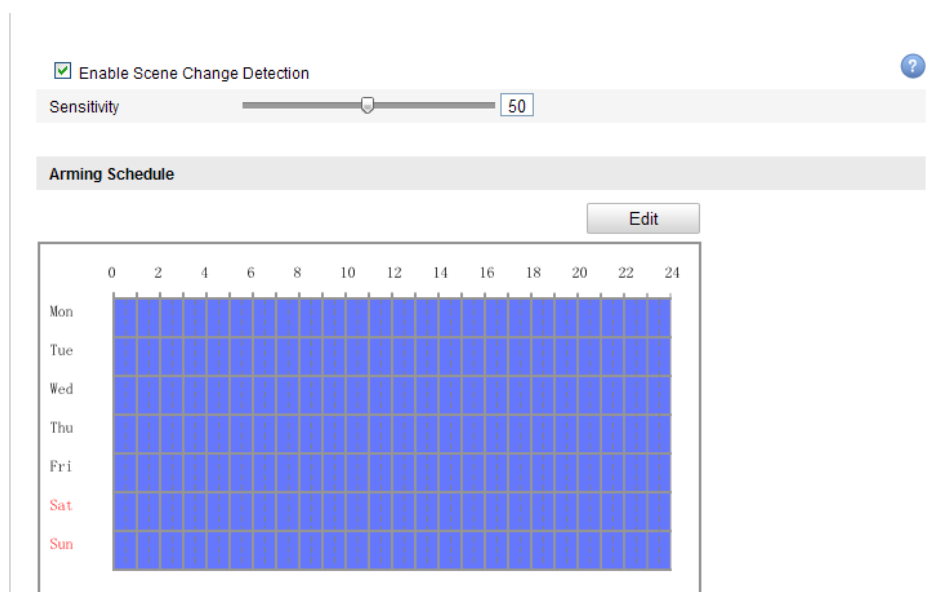 Enable Scene Change Detection
?
Sensitivity 50
Arming Schedule
Edit
0 2 4 6 8 10 12 14 16 18 20 22 24
Mon
Tue
Wed
Thu
Fri
Sat
Sun